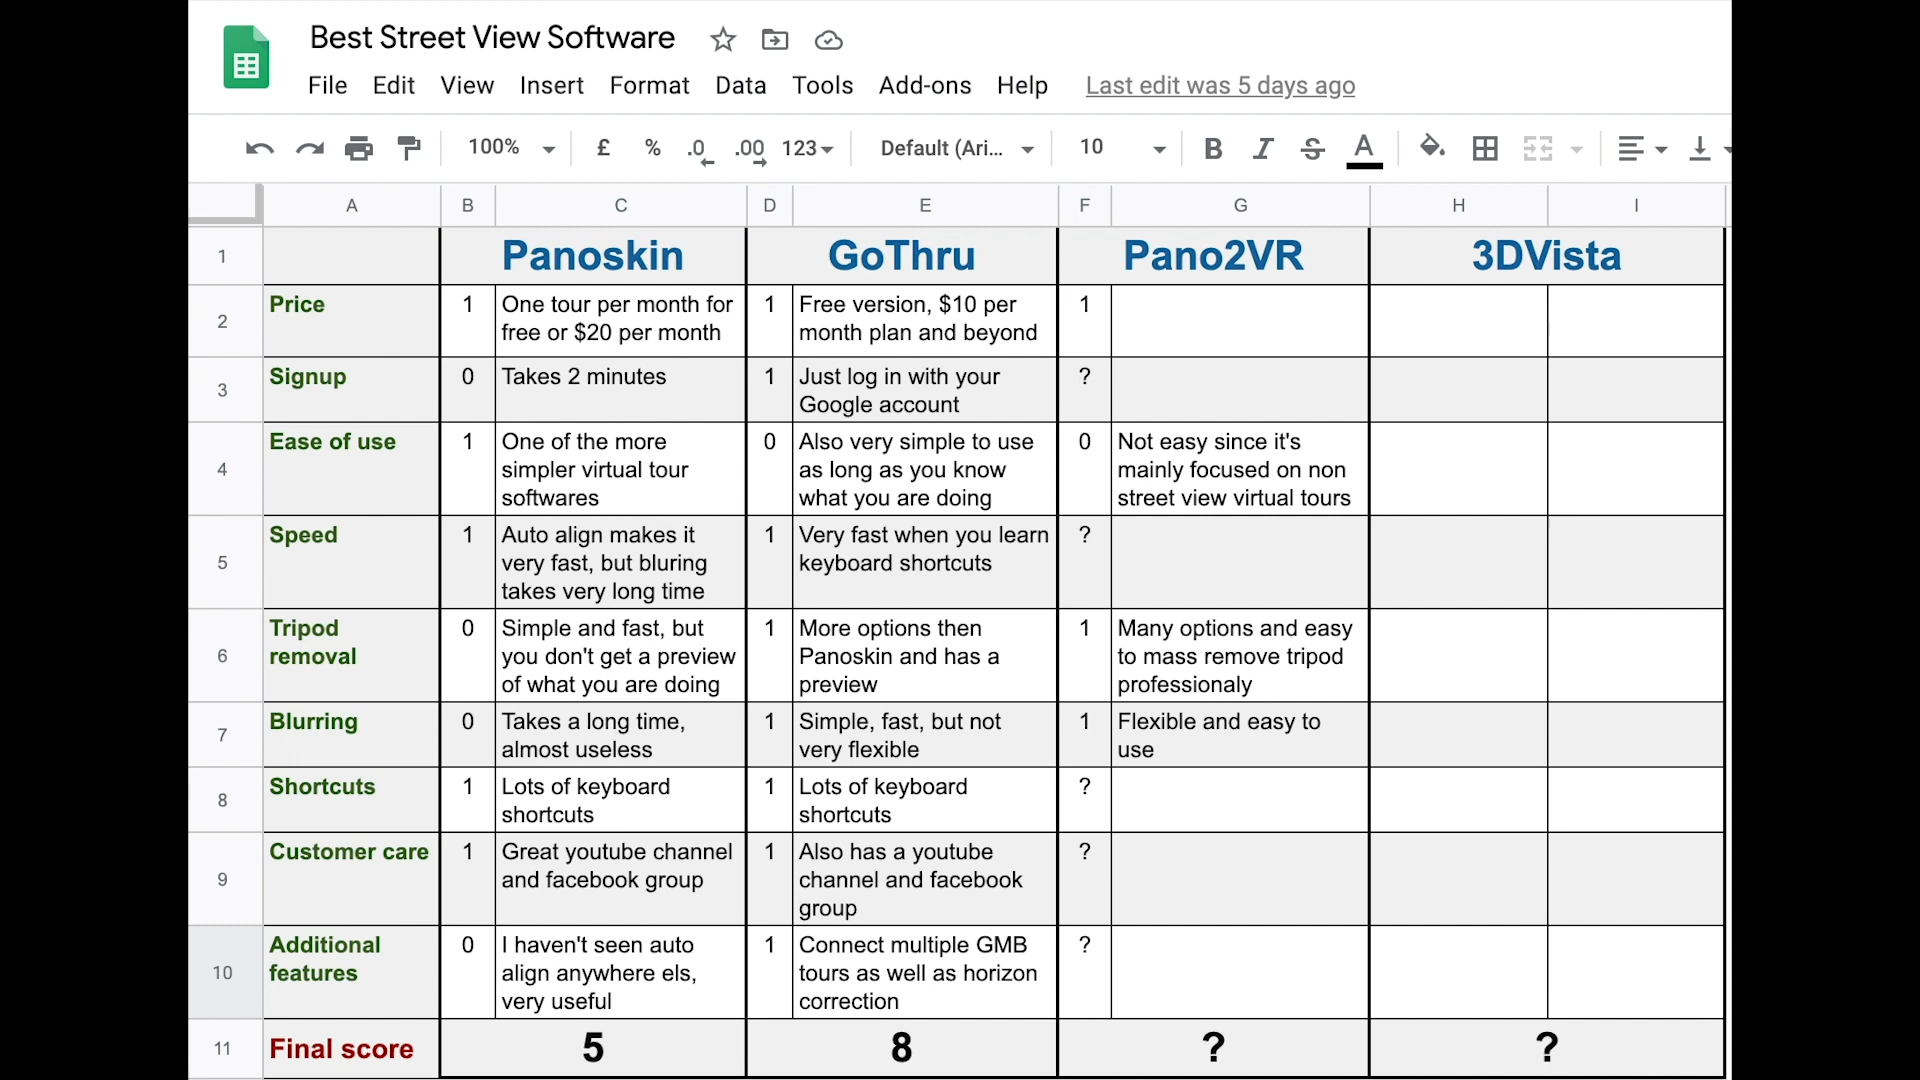 Best Street View Software
File Edit View Insert Format Data Tools Add-ons Help Last edit was 5 days ago
100% £ % .0 .00 123 Default (Ari... 10 B I S A
A B C D E F G H I
1 Panoskin GoThru Pano2VR 3DVista
2 Price 1 One tour per month for 1 Free version, $10 per 1
free or $20 per month month plan and beyond
3 Signup 0 Takes 2 minutes 1 Just log in with your ?
Google account
4 Ease of use 1 One of the more 0 Also very simple to use 0 Not easy since it's
simpler virtual tour as long as you know mainly focused on non
softwares what you are doing street view virtual tours
5 Speed 1 Auto align makes it 1 Very fast when you learn ?
very fast, but bluring keyboard shortcuts
takes very long time
6 Tripod 0 Simple and fast, but 1 More options then 1 Many options and easy
removal you don't get a preview Panoskin and has a to mass remove tripod
of what you are doing preview professionaly
7 Blurring 0 Takes a long time, 1 Simple, fast, but not 1 Flexible and easy to
almost useless very flexible use
8 Shortcuts 1 Lots of keyboard 1 Lots of keyboard ?
shortcuts shortcuts
9 Customer care 1 Great youtube channel 1 Also has a youtube ?
and facebook group channel and facebook
group
10 Additional 0 I haven't seen auto 1 Connect multiple GMB ?
features align anywhere els, tours as well as horizon
very useful correction
11 Final score 5 8 ? ?